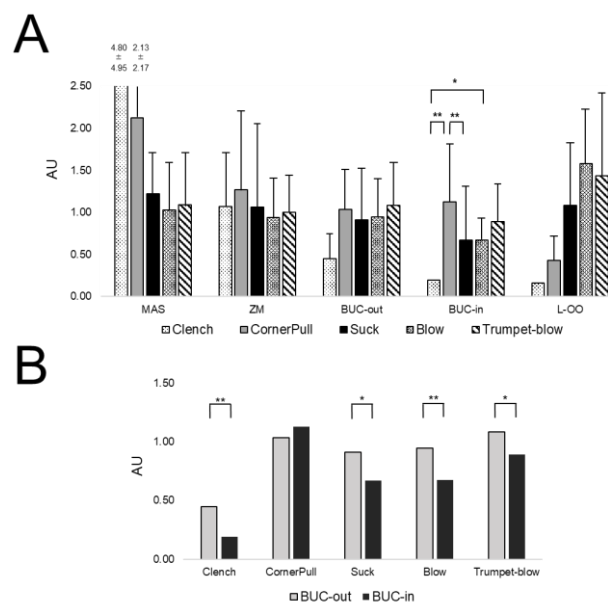 A
4.80 2.13
± ±
4.95 2.17
** ** *
2.50
2.00
1.50
1.00
0.50
0.00
AU
MAS ZM BUC-out BUC-in L-OO
Clench CornerPull Suck Blow Trumpet-blow
B
1.50
1.00
0.50
0.00
AU
** * ** *
Clench CornerPull Suck Blow Trumpet-blow
BUC-out BUC-in